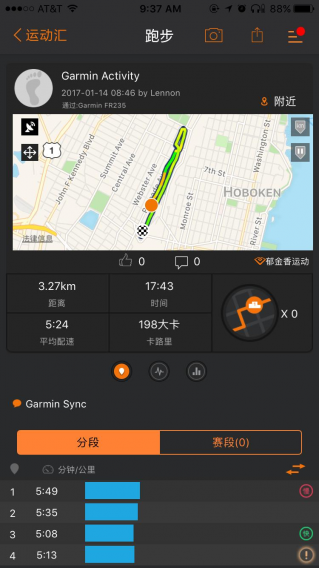 AT&T 9:37 AM 88%
运动汇 跑步
Garmin Activity
2017-01-14 08:46 by Lennon
通过:Garmin FR235
附近
1
John F Kennedy Blvd.
Summit Ave
Central Ave
Webster Ave
7th St
Washington St
HOBOKEN
Monroe St
River St
法律信息
0 0 郁金香运动
3.27km 17:43
距离 时间
X 0
5:24 198大卡
平均配速 卡路里
Garmin Sync
分段 赛段(0)
分钟/公里
1 5:49 慢
2 5:35
3 5:08 快
4 5:13